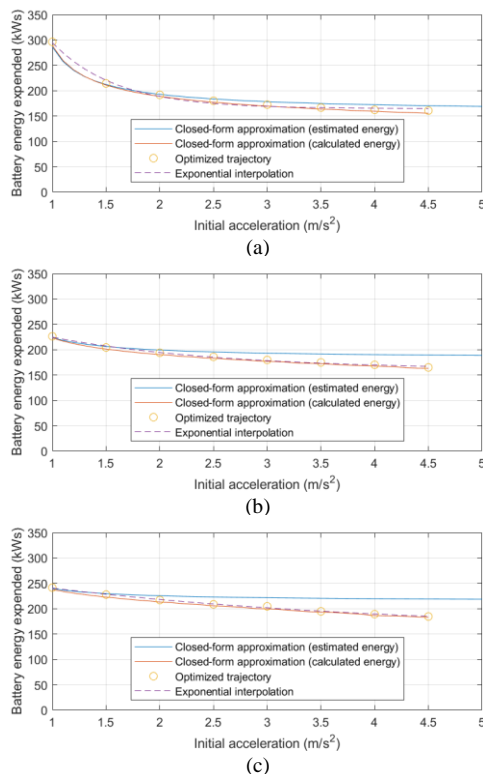 Battery energy expended (kWs)
350
300
250
200
150
100
50
0
Closed-form approximation (estimated energy)
Closed-form approximation (calculated energy)
Optimized trajectory
Exponential interpolation
1 1.5 2 2.5 3 3.5 4 4.5 5
Initial acceleration (m/s²)
(a)
Battery energy expended (kWs)
350
300
250
200
150
100
50
0
Closed-form approximation (estimated energy)
Closed-form approximation (calculated energy)
Optimized trajectory
Exponential interpolation
1 1.5 2 2.5 3 3.5 4 4.5 5
Initial acceleration (m/s²)
(b)
Battery energy expended (kWs)
350
300
250
200
150
100
50
0
Closed-form approximation (estimated energy)
Closed-form approximation (calculated energy)
Optimized trajectory
Exponential interpolation
1 1.5 2 2.5 3 3.5 4 4.5 5
Initial acceleration (m/s²)
(c)